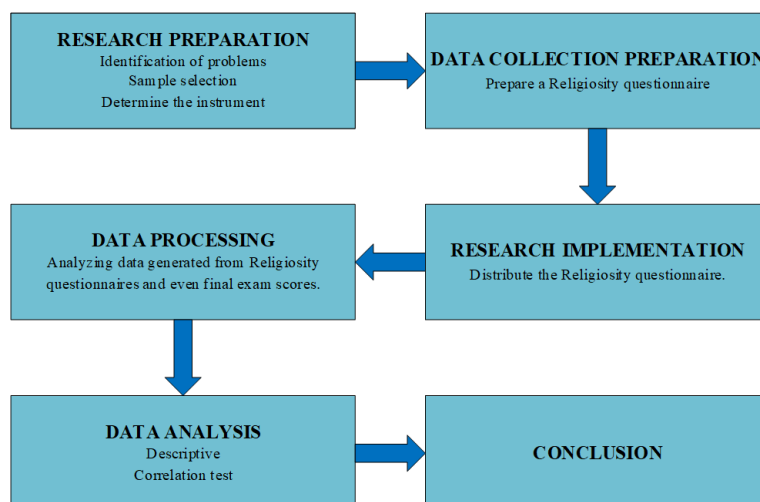 RESEARCH PREPARATION
Identification of problems
Sample selection
Determine the instrument
DATA COLLECTION PREPARATION
Prepare a Religiosity questionnaire
RESEARCH IMPLEMENTATION
Distribute the Religiosity questionnaire.
DATA PROCESSING
Analyzing data generated from Religiosity
questionnaires and even final exam scores.
DATA ANALYSIS
Descriptive
Correlation test
CONCLUSION